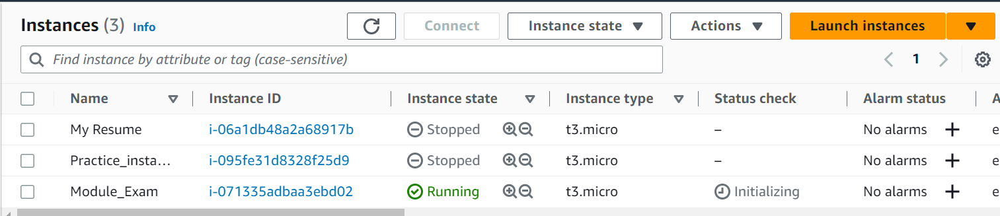 Instances (3) Info Connect Instance state Actions Launch instances
Find instance by attribute or tag (case-sensitive) 1
Name Instance ID Instance state Instance type Status check Alarm status A
My Resume i-06a1db48a2a68917b Stopped t3.micro – No alarms + e
Practice_insta... i-095fe31d8328f25d9 Stopped t3.micro – No alarms + e
Module_Exam i-071335adbaa3ebd02 Running t3.micro Initializing No alarms + e